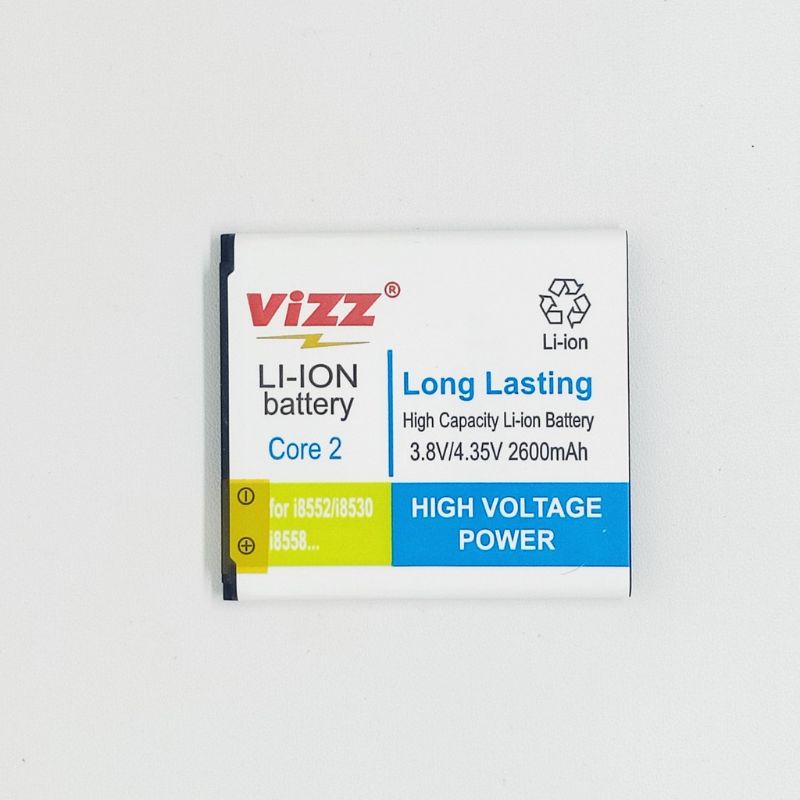 ViZZ®
Li-ion
LI-ION
battery
Core 2
Long Lasting
High Capacity Li-ion Battery
3.8V/4.35V 2600mAh
for i8552/i8530
i8558...
HIGH VOLTAGE
POWER